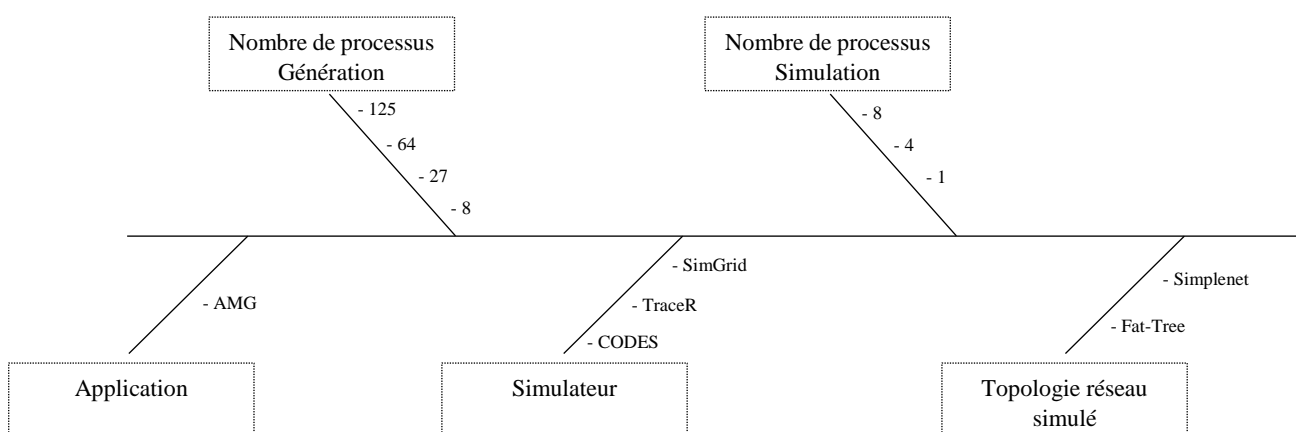 Nombre de processus
Génération
Nombre de processus
Simulation
- 125
- 64
- 27
- 8
- 8
- 4
- 1
- AMG
- SimGrid
- TraceR
- CODES
- Simplenet
- Fat-Tree
Application
Simulateur
Topologie réseau
simulé